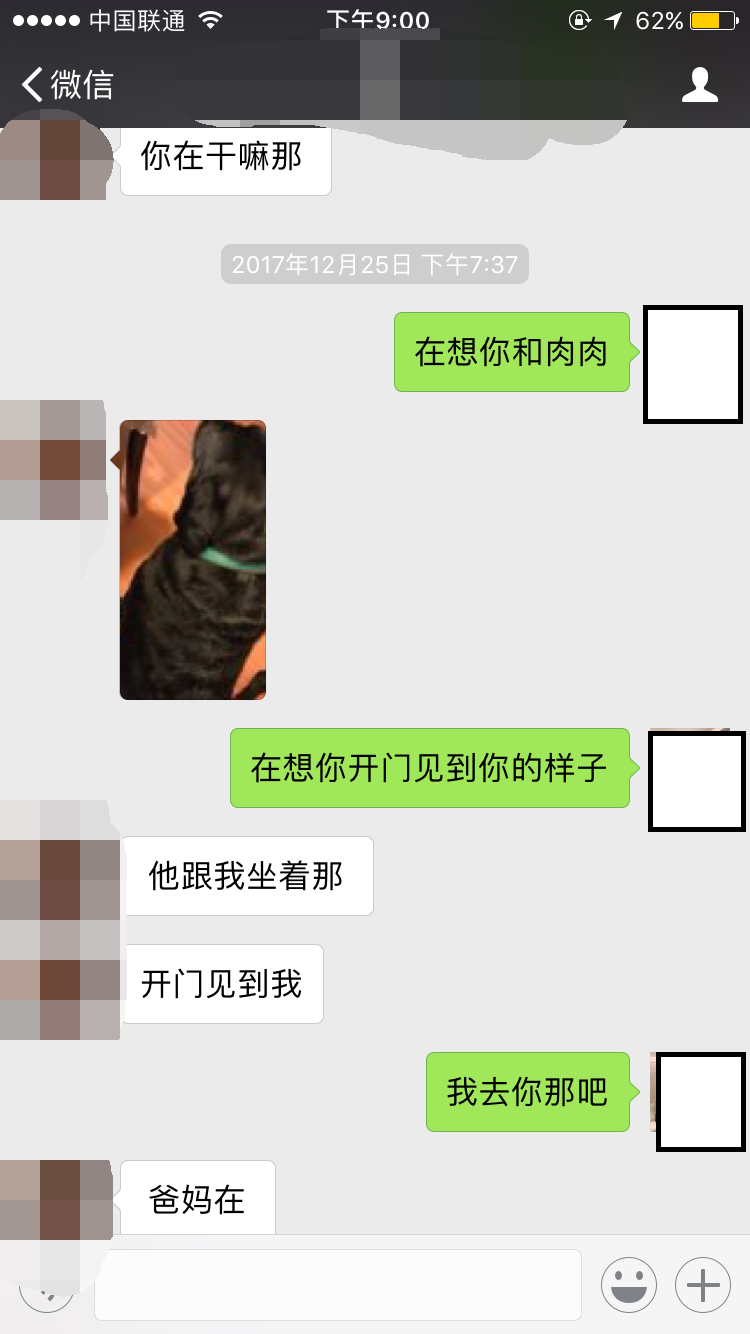 中国联通 下午9:00 62%
微信
你在干嘛那
2017年12月25日 下午7:37
在想你和肉肉
在想你开门见到你的样子
他跟我坐着那
开门见到我
我去你那吧
爸妈在